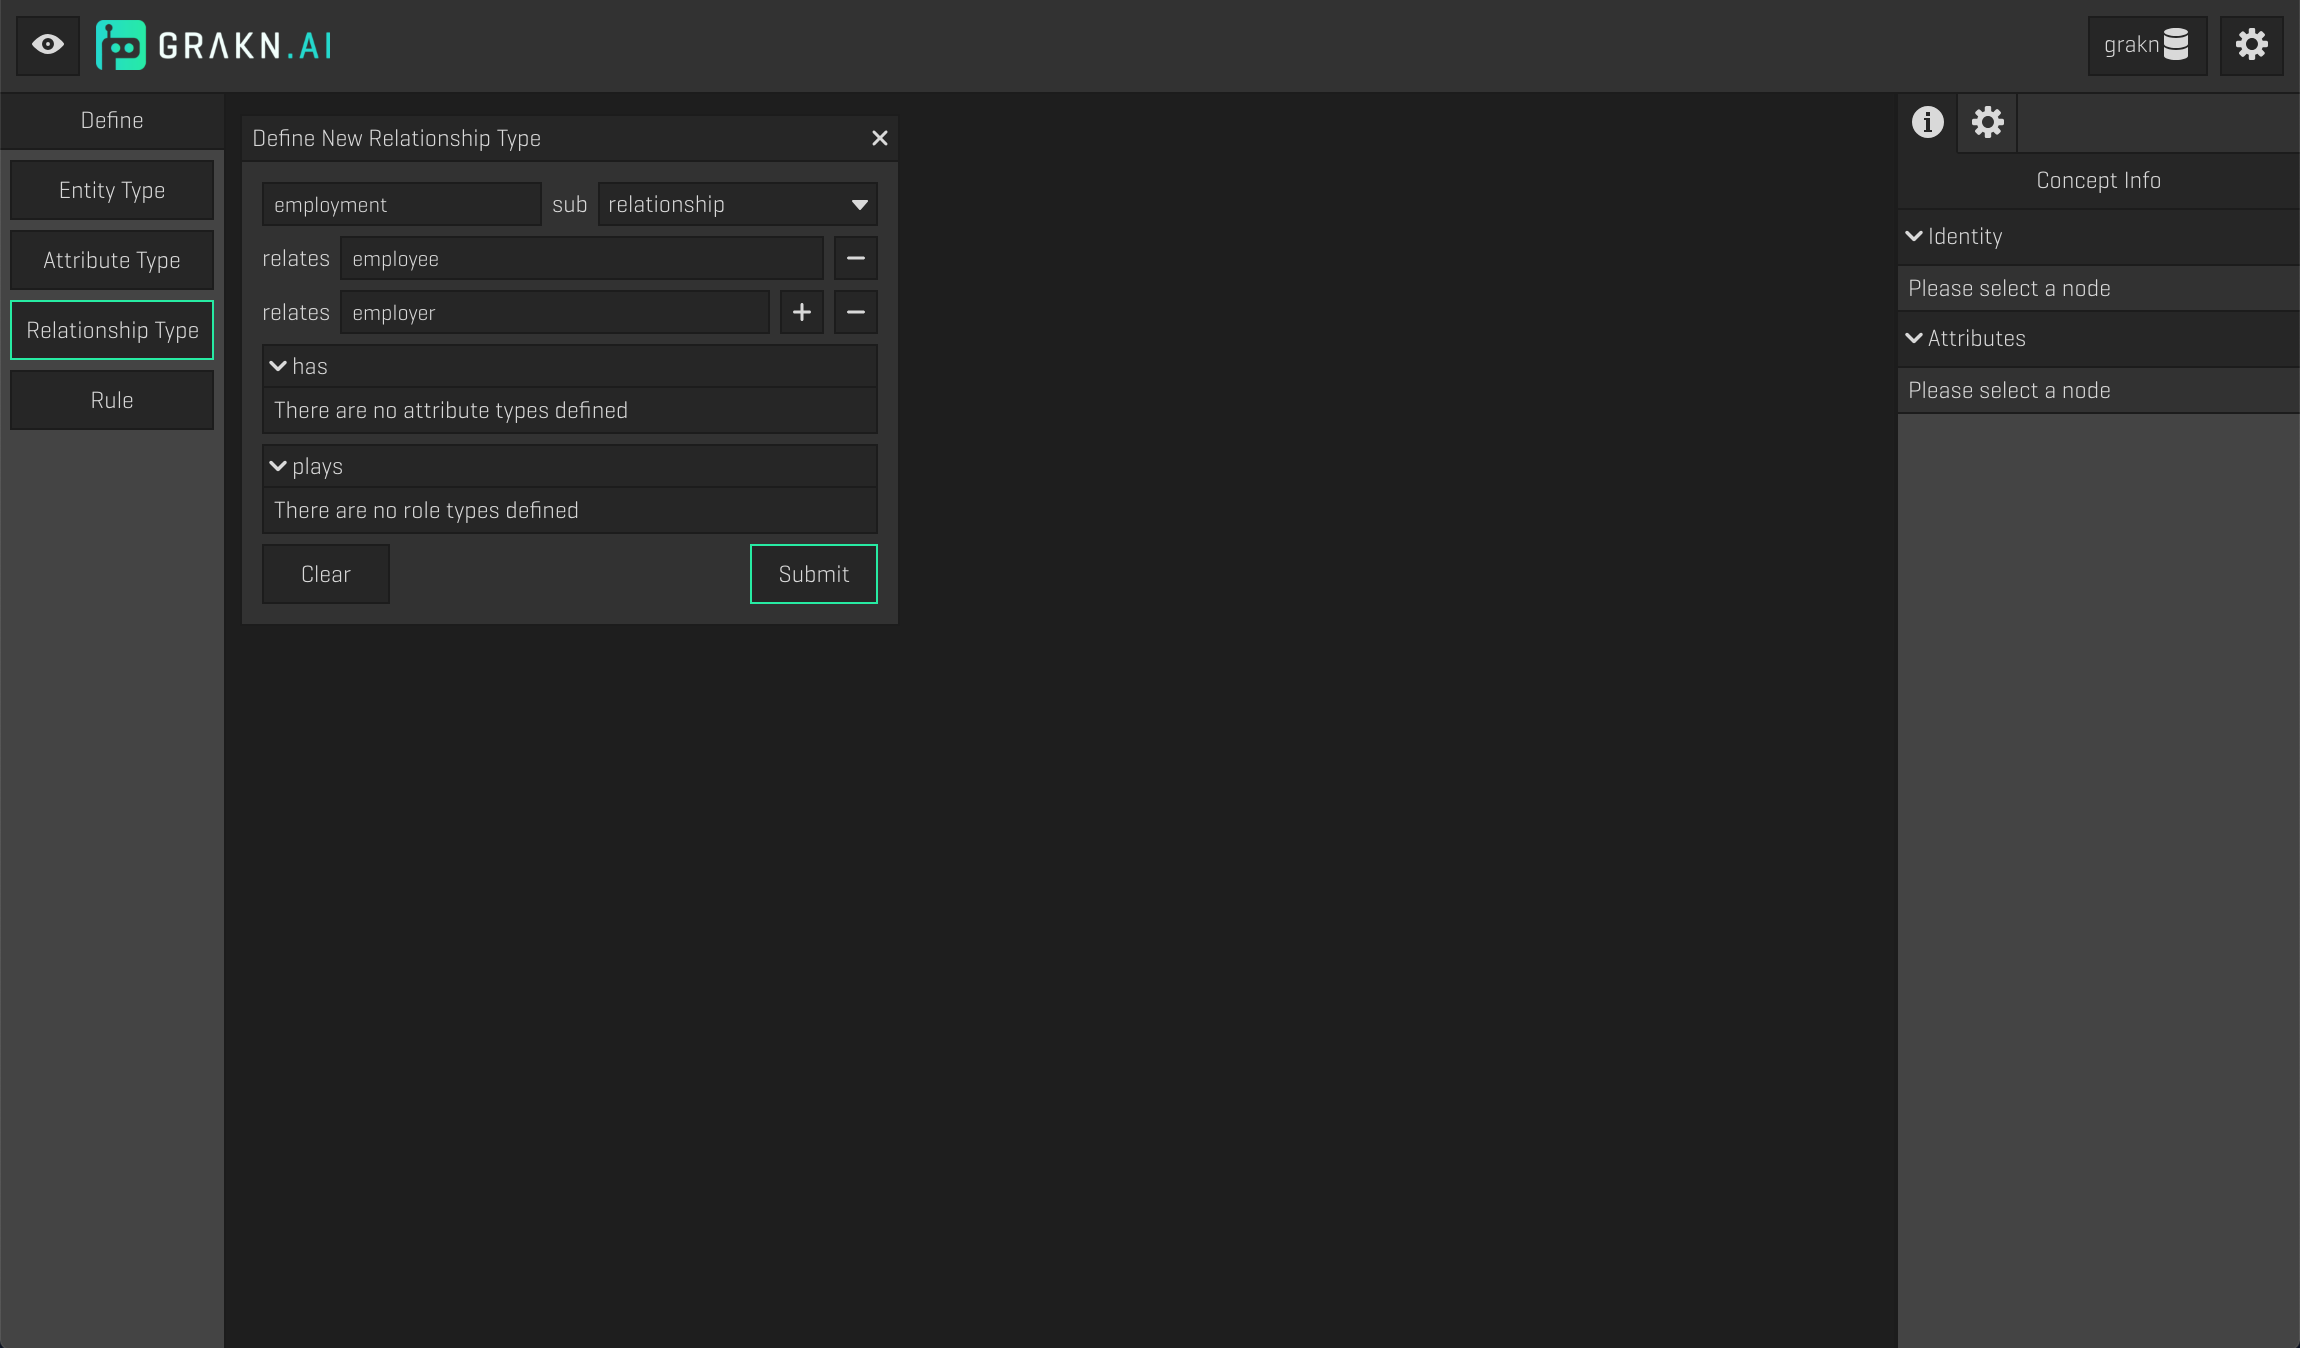 GRAKN.AI
grakn
Define
Entity Type
Attribute Type
Relationship Type
Rule
Define New Relationship Type
employment sub relationship
relates employee
relates employer
has
There are no attribute types defined
plays
There are no role types defined
Clear Submit
Concept Info
Identity
Please select a node
Attributes
Please select a node